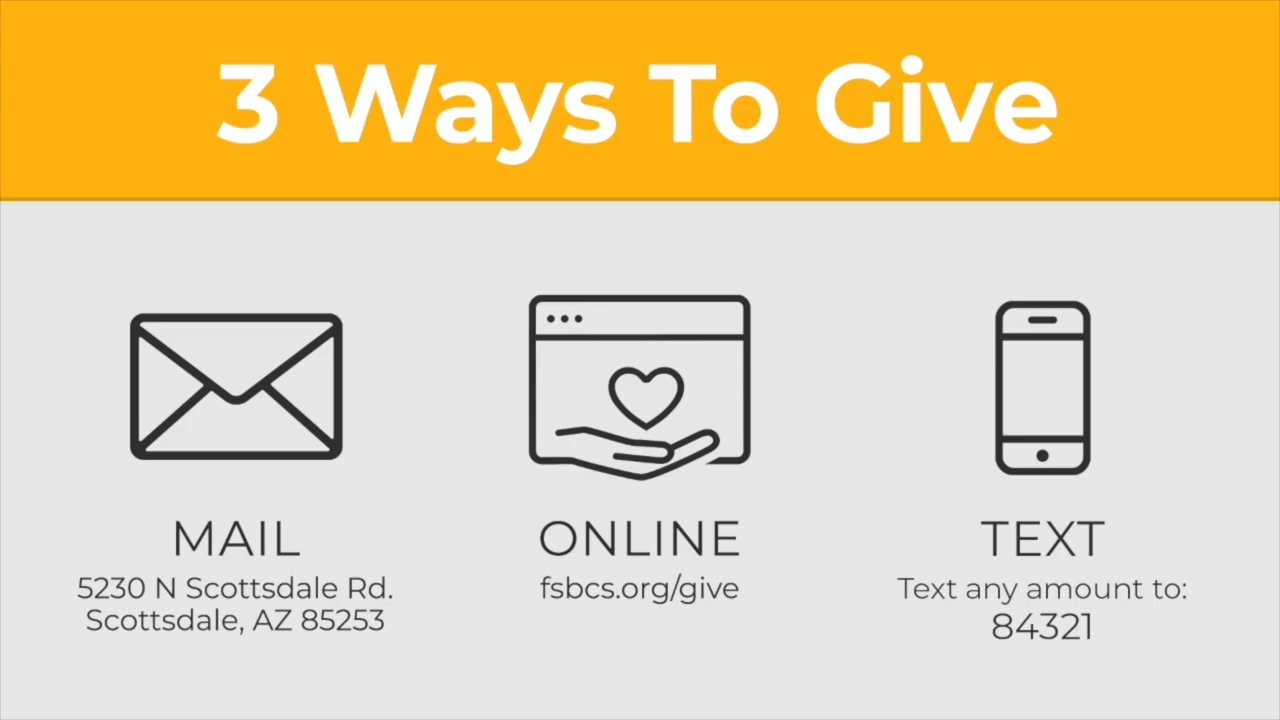 3 Ways To Give
MAIL
5230 N Scottsdale Rd.
Scottsdale, AZ 85253
ONLINE
fsbcs.org/give
TEXT
Text any amount to:
84321